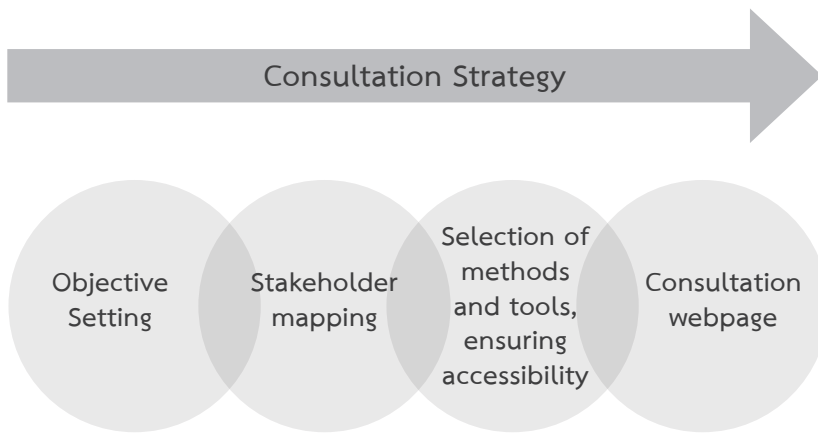 Consultation Strategy
Objective
Setting
Stakeholder
mapping
Selection of
methods
and tools,
ensuring
accessibility
Consultation
webpage